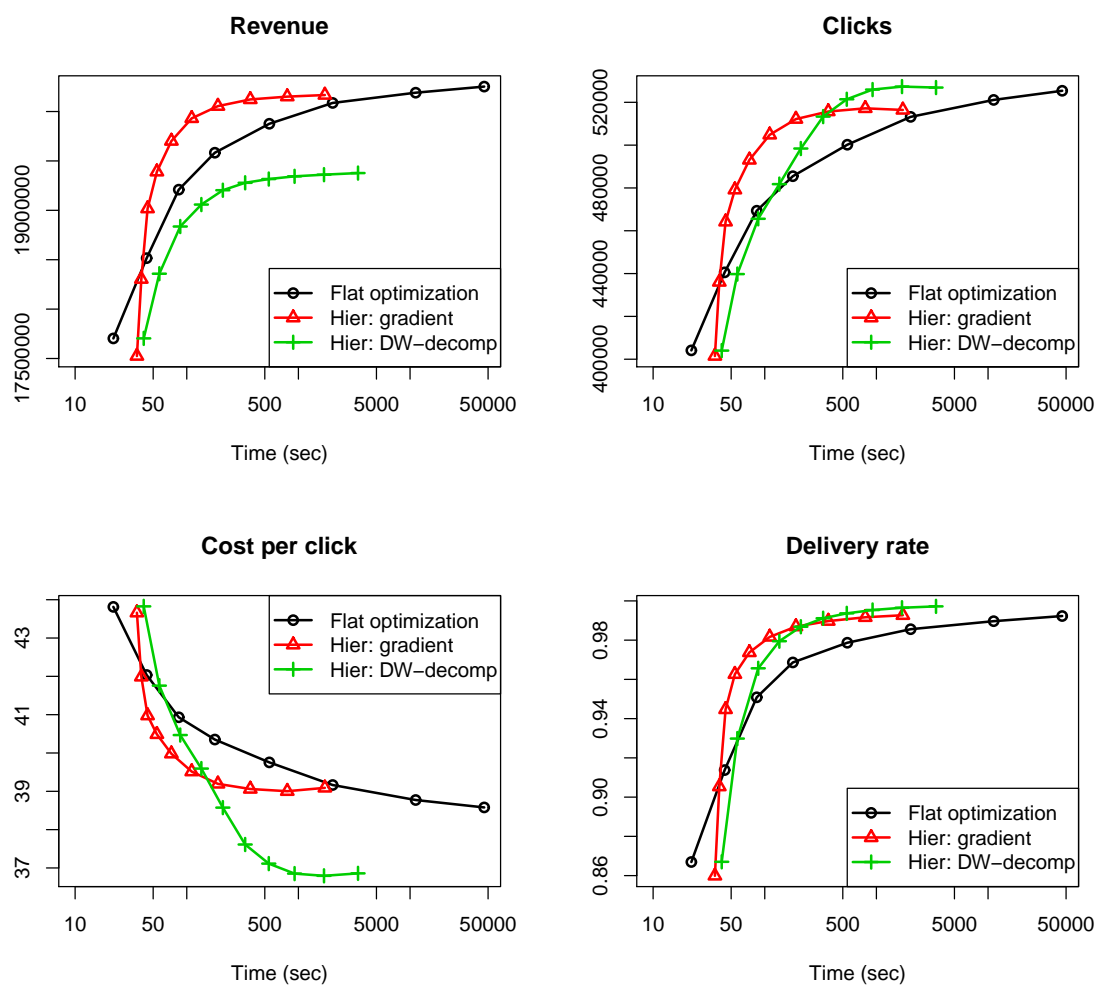 Revenue
17500000
19000000
Flat optimization
Hier: gradient
Hier: DW−decomp
10
50
500
5000
50000
Time (sec)
Clicks
400000
440000
480000
520000
Flat optimization
Hier: gradient
Hier: DW−decomp
10
50
500
5000
50000
Time (sec)
Cost per click
37
39
41
43
Flat optimization
Hier: gradient
Hier: DW−decomp
10
50
500
5000
50000
Time (sec)
Delivery rate
0.86
0.90
0.94
0.98
Flat optimization
Hier: gradient
Hier: DW−decomp
10
50
500
5000
50000
Time (sec)